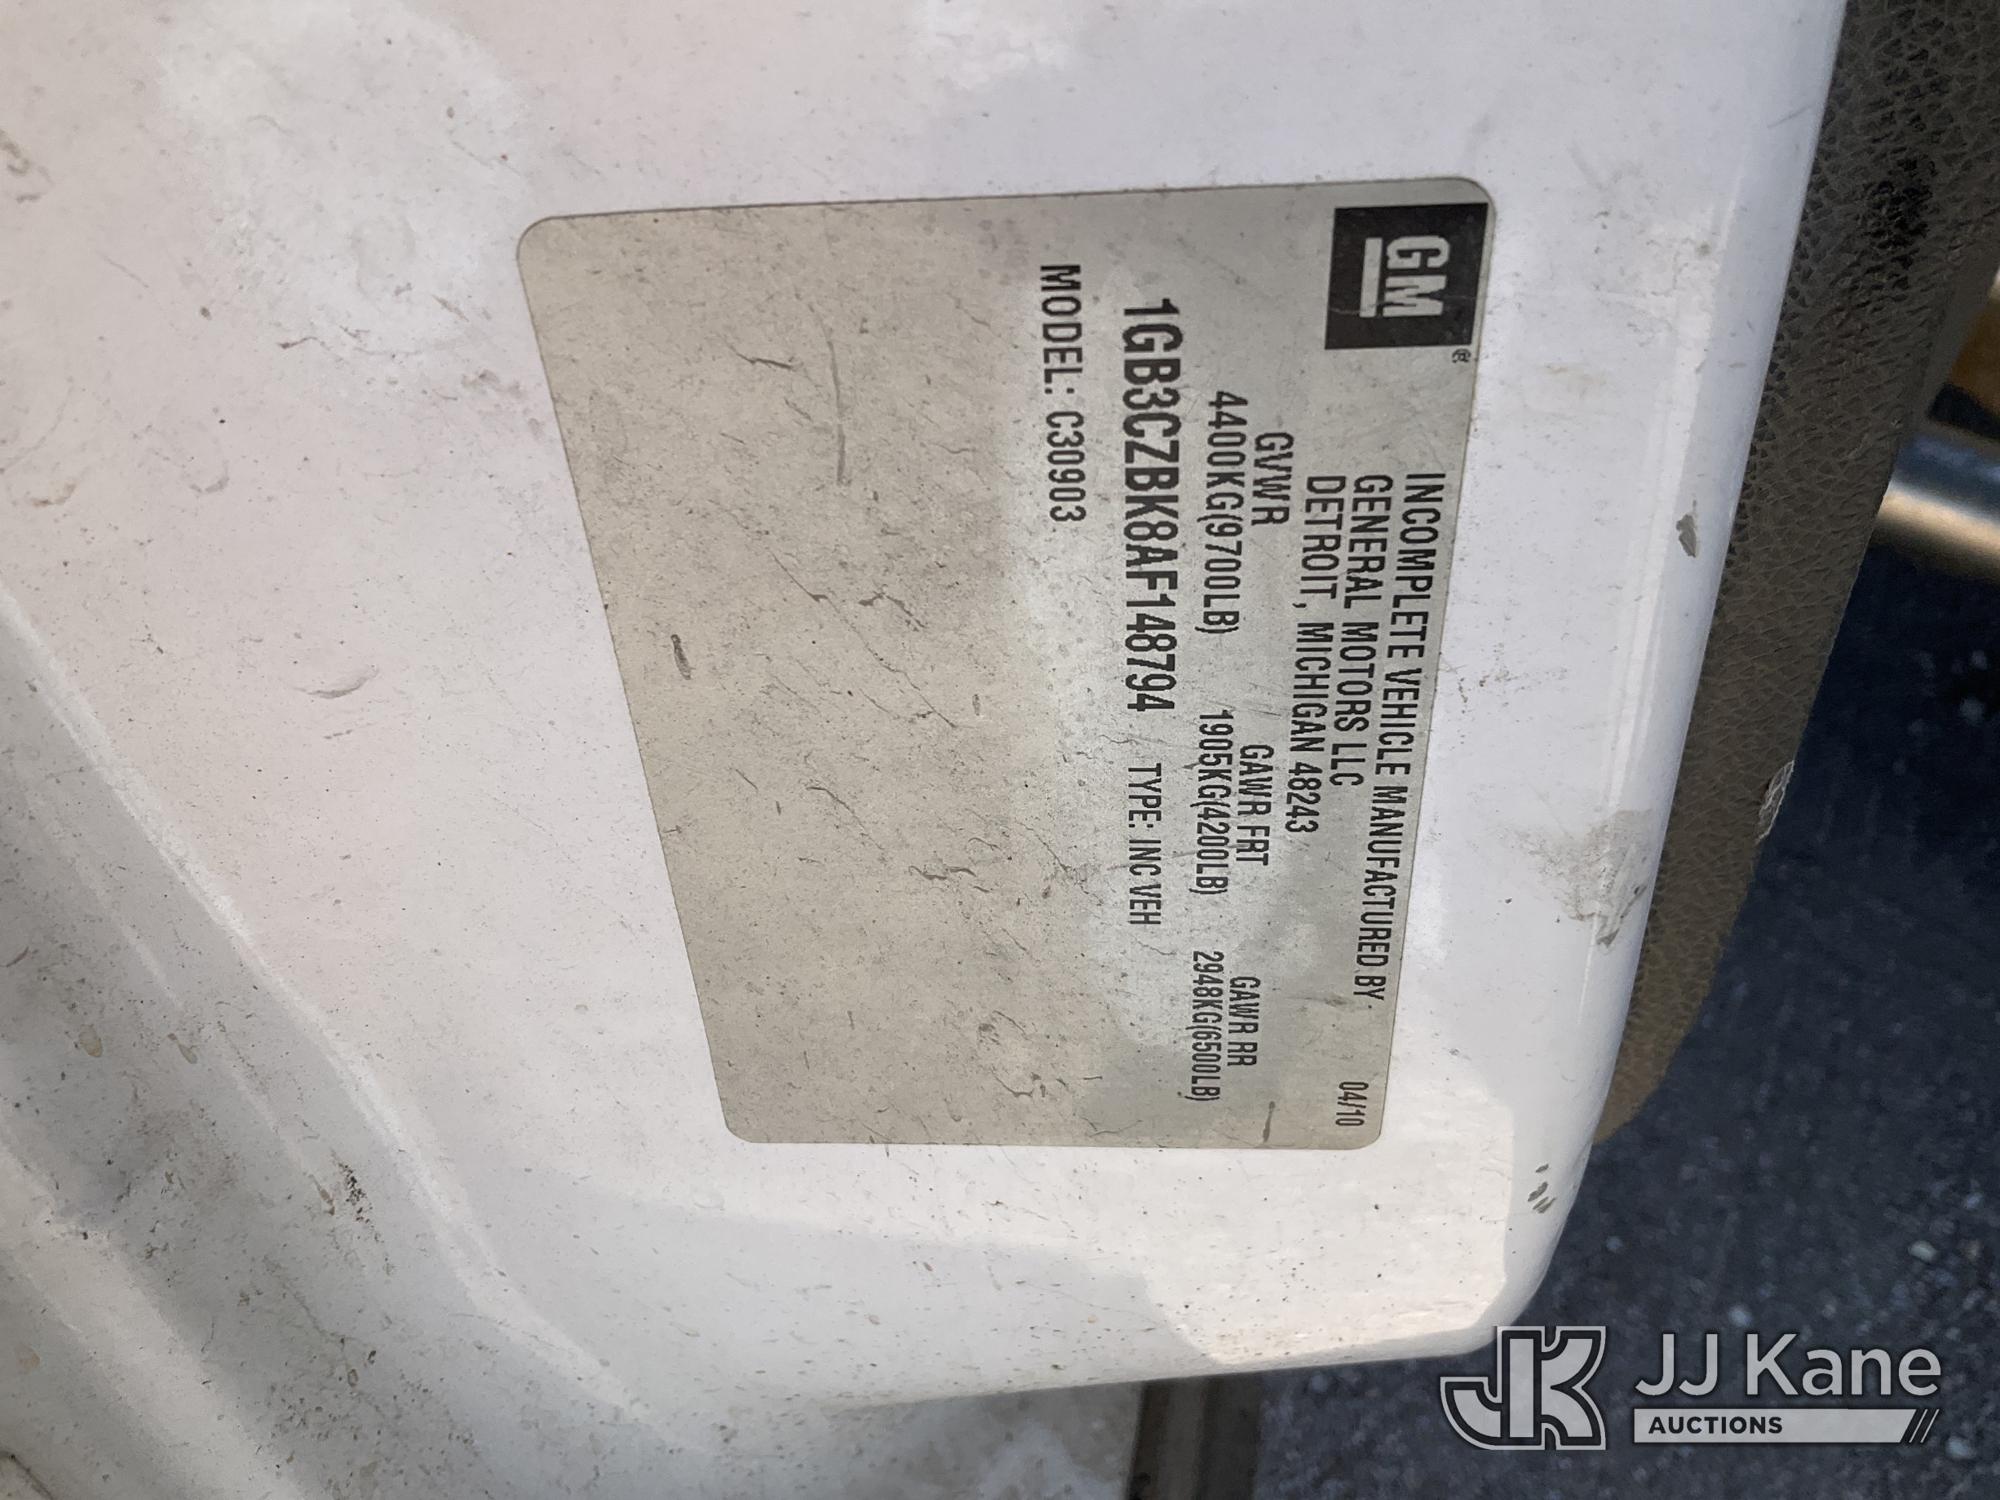 GM®
INCOMPLETE VEHICLE MANUFACTURED BY:
GENERAL MOTORS LLC
DETROIT, MICHIGAN 48243
04/10
GVWR GAWR FRT GAWR RR
4400KG(9700LB) 1905KG(4200LB) 2948KG(6500LB)
1GB3CZBK8AF148794 TYPE: INC VEH
MODEL: C30903
JK
JJ Kane
AUCTIONS